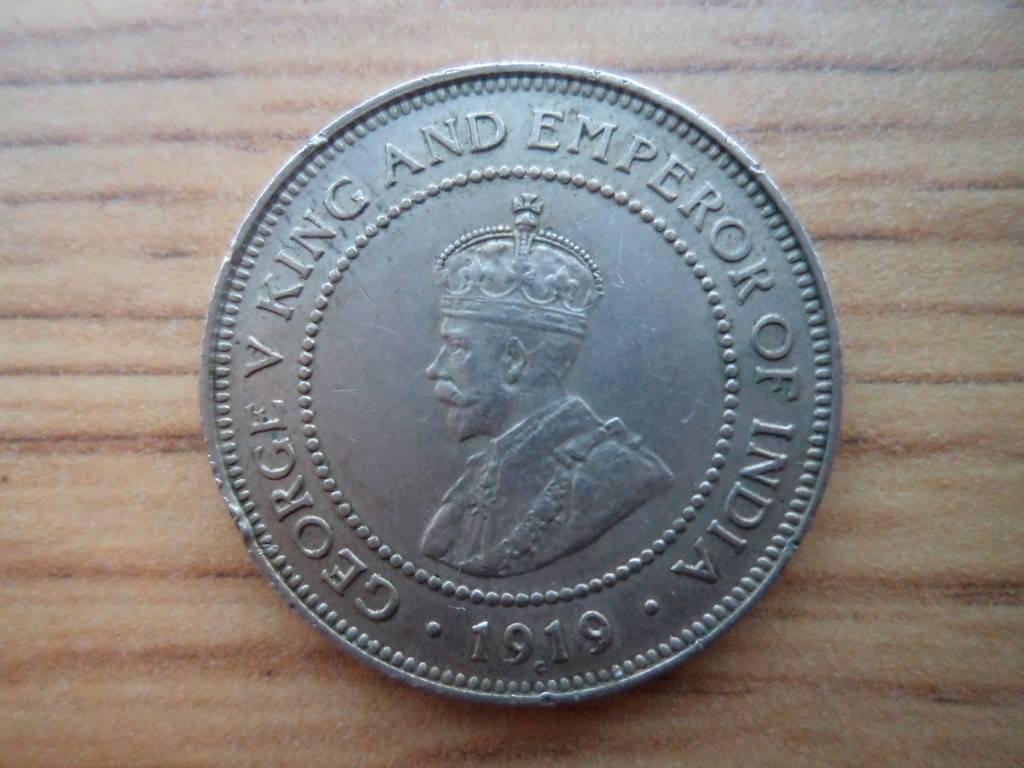 GEORGE V KING AND EMPEROR OF INDIA
· 1919 ·
C